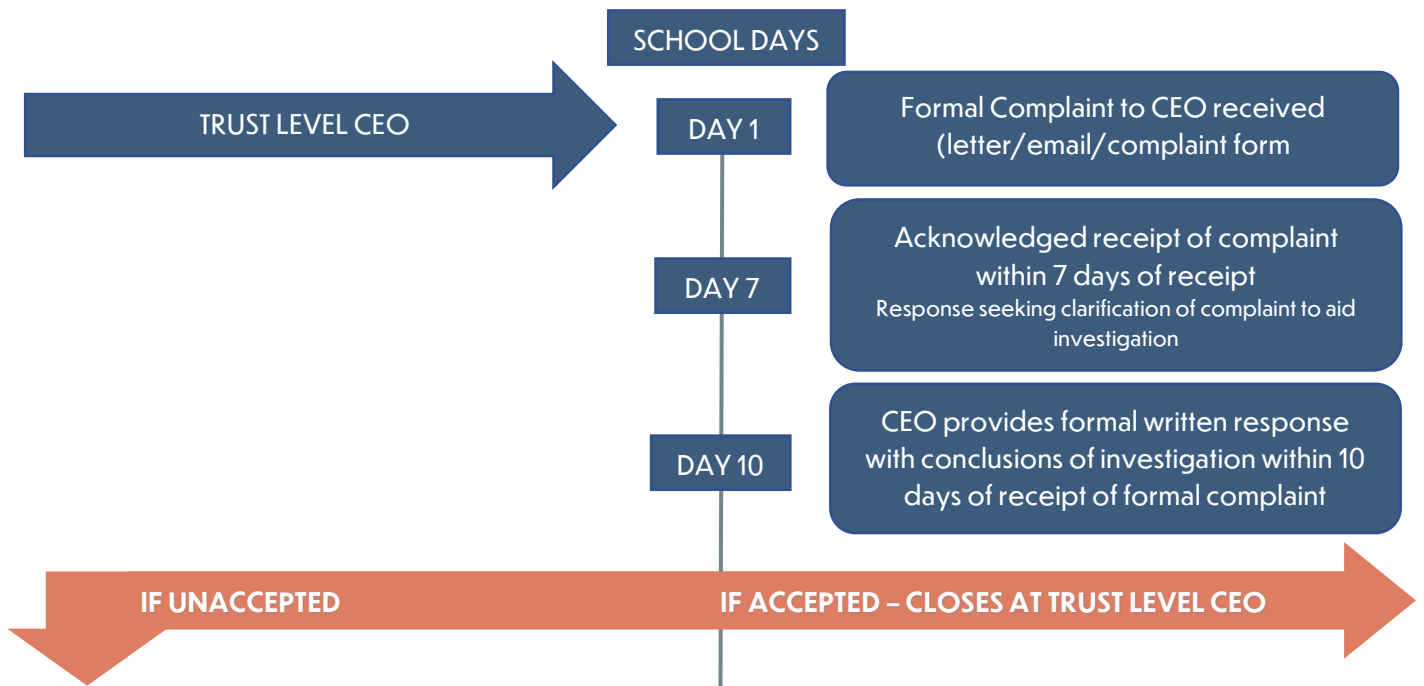 SCHOOL DAYS
TRUST LEVEL CEO
DAY 1
Formal Complaint to CEO received
(letter/email/complaint form
DAY 7
Acknowledged receipt of complaint
within 7 days of receipt
Response seeking clarification of complaint to aid
investigation
DAY 10
CEO provides formal written response
with conclusions of investigation within 10
days of receipt of formal complaint
IF UNACCEPTED
IF ACCEPTED – CLOSES AT TRUST LEVEL CEO